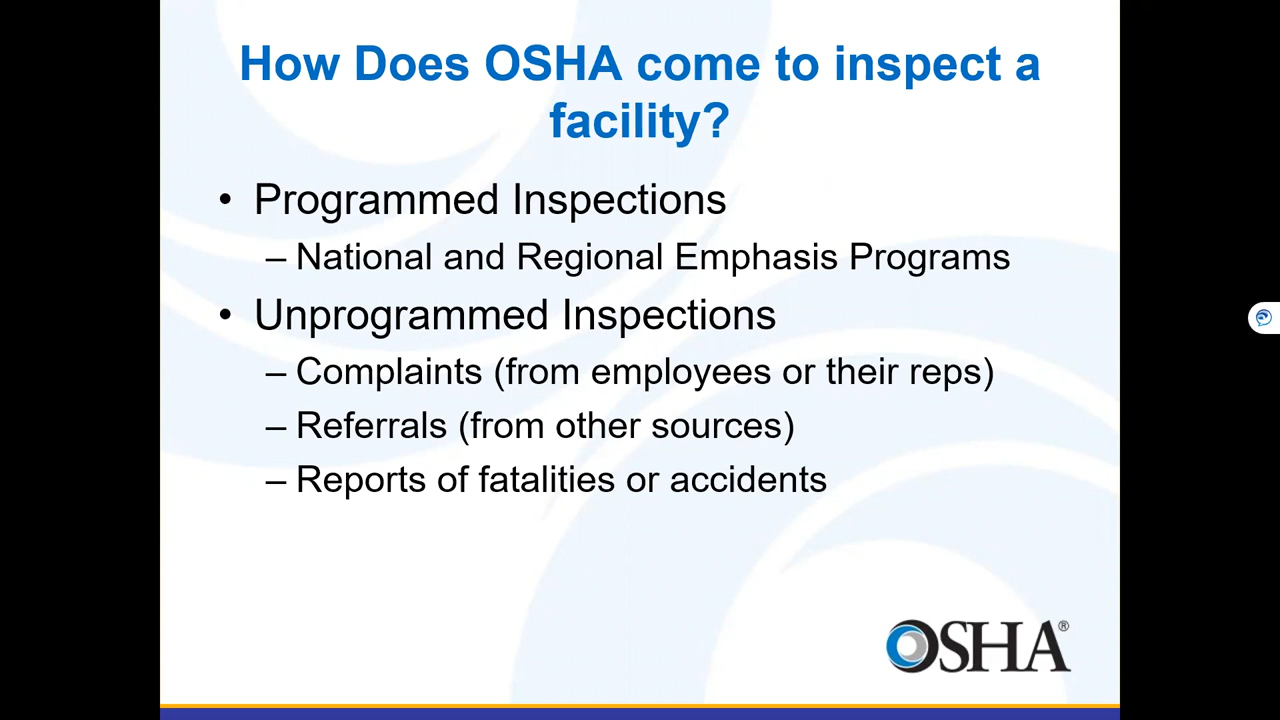 How Does OSHA come to inspect a
facility?
• Programmed Inspections
– National and Regional Emphasis Programs
• Unprogrammed Inspections
– Complaints (from employees or their reps)
– Referrals (from other sources)
– Reports of fatalities or accidents
OSHA®